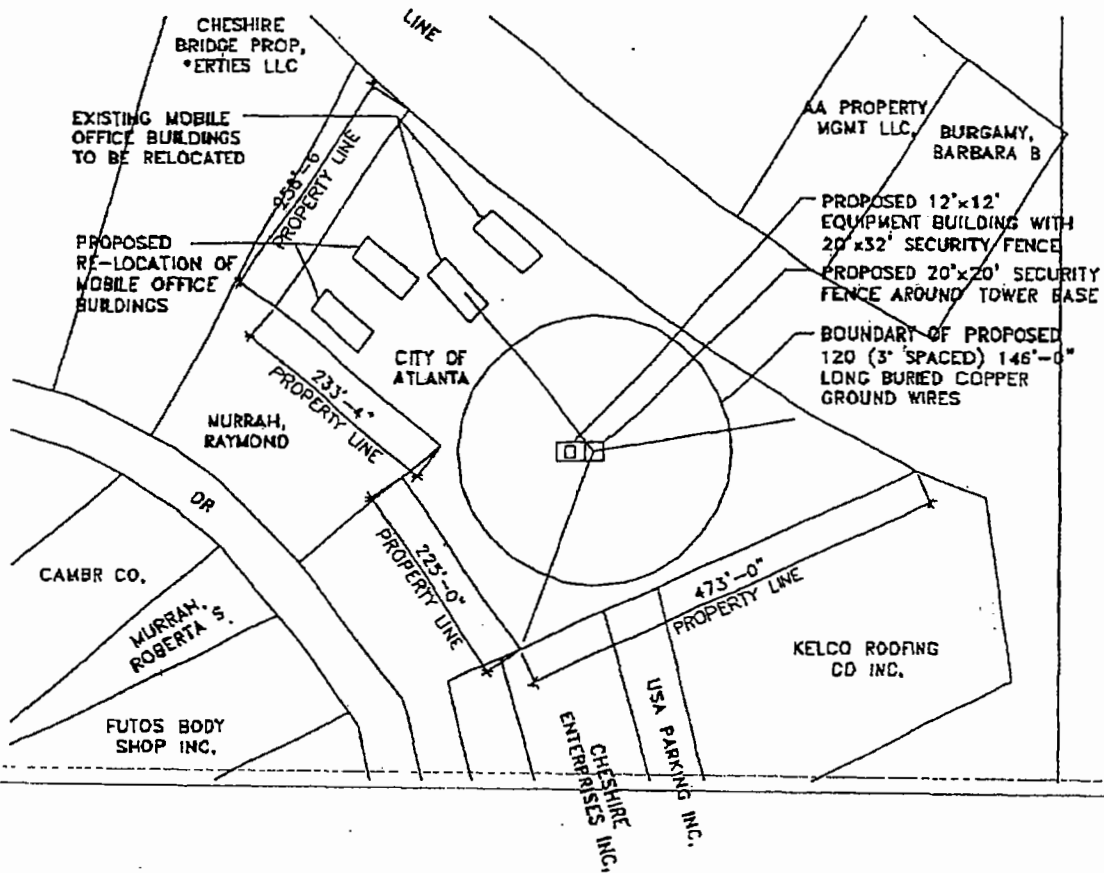 LINE
CHESHIRE
BRIDGE PROP,
*ERTIES LLC
EXISTING MOBILE
OFFICE BUILDINGS
TO BE RELOCATED
PROPOSED
RE-LOCATION OF
MOBILE OFFICE
BUILDINGS
256'-6
PROPERTY LINE
AA PROPERTY
MGMT LLC,
BURGAMY,
BARBARA B
PROPOSED 12'x12'
EQUIPMENT BUILDING WITH
20'x32' SECURITY FENCE
PROPOSED 20'x20' SECURITY
FENCE AROUND TOWER BASE
BOUNDARY OF PROPOSED
120 (3° SPACED) 146'-0"
LONG BURIED COPPER
GROUND WIRES
CITY OF
ATLANTA
233'-4"
PROPERTY LINE
MURRAH,
RAYMOND
DR
223'-0"
PROPERTY LINE
473'-0"
PROPERTY LINE
CAMBR CO.
MURRAH,
ROBERTA S.
FUTOS BODY
SHOP INC.
KELCO ROOFING
CO INC.
CHESHIRE
ENTERPRISES INC,
USA PARKING INC.